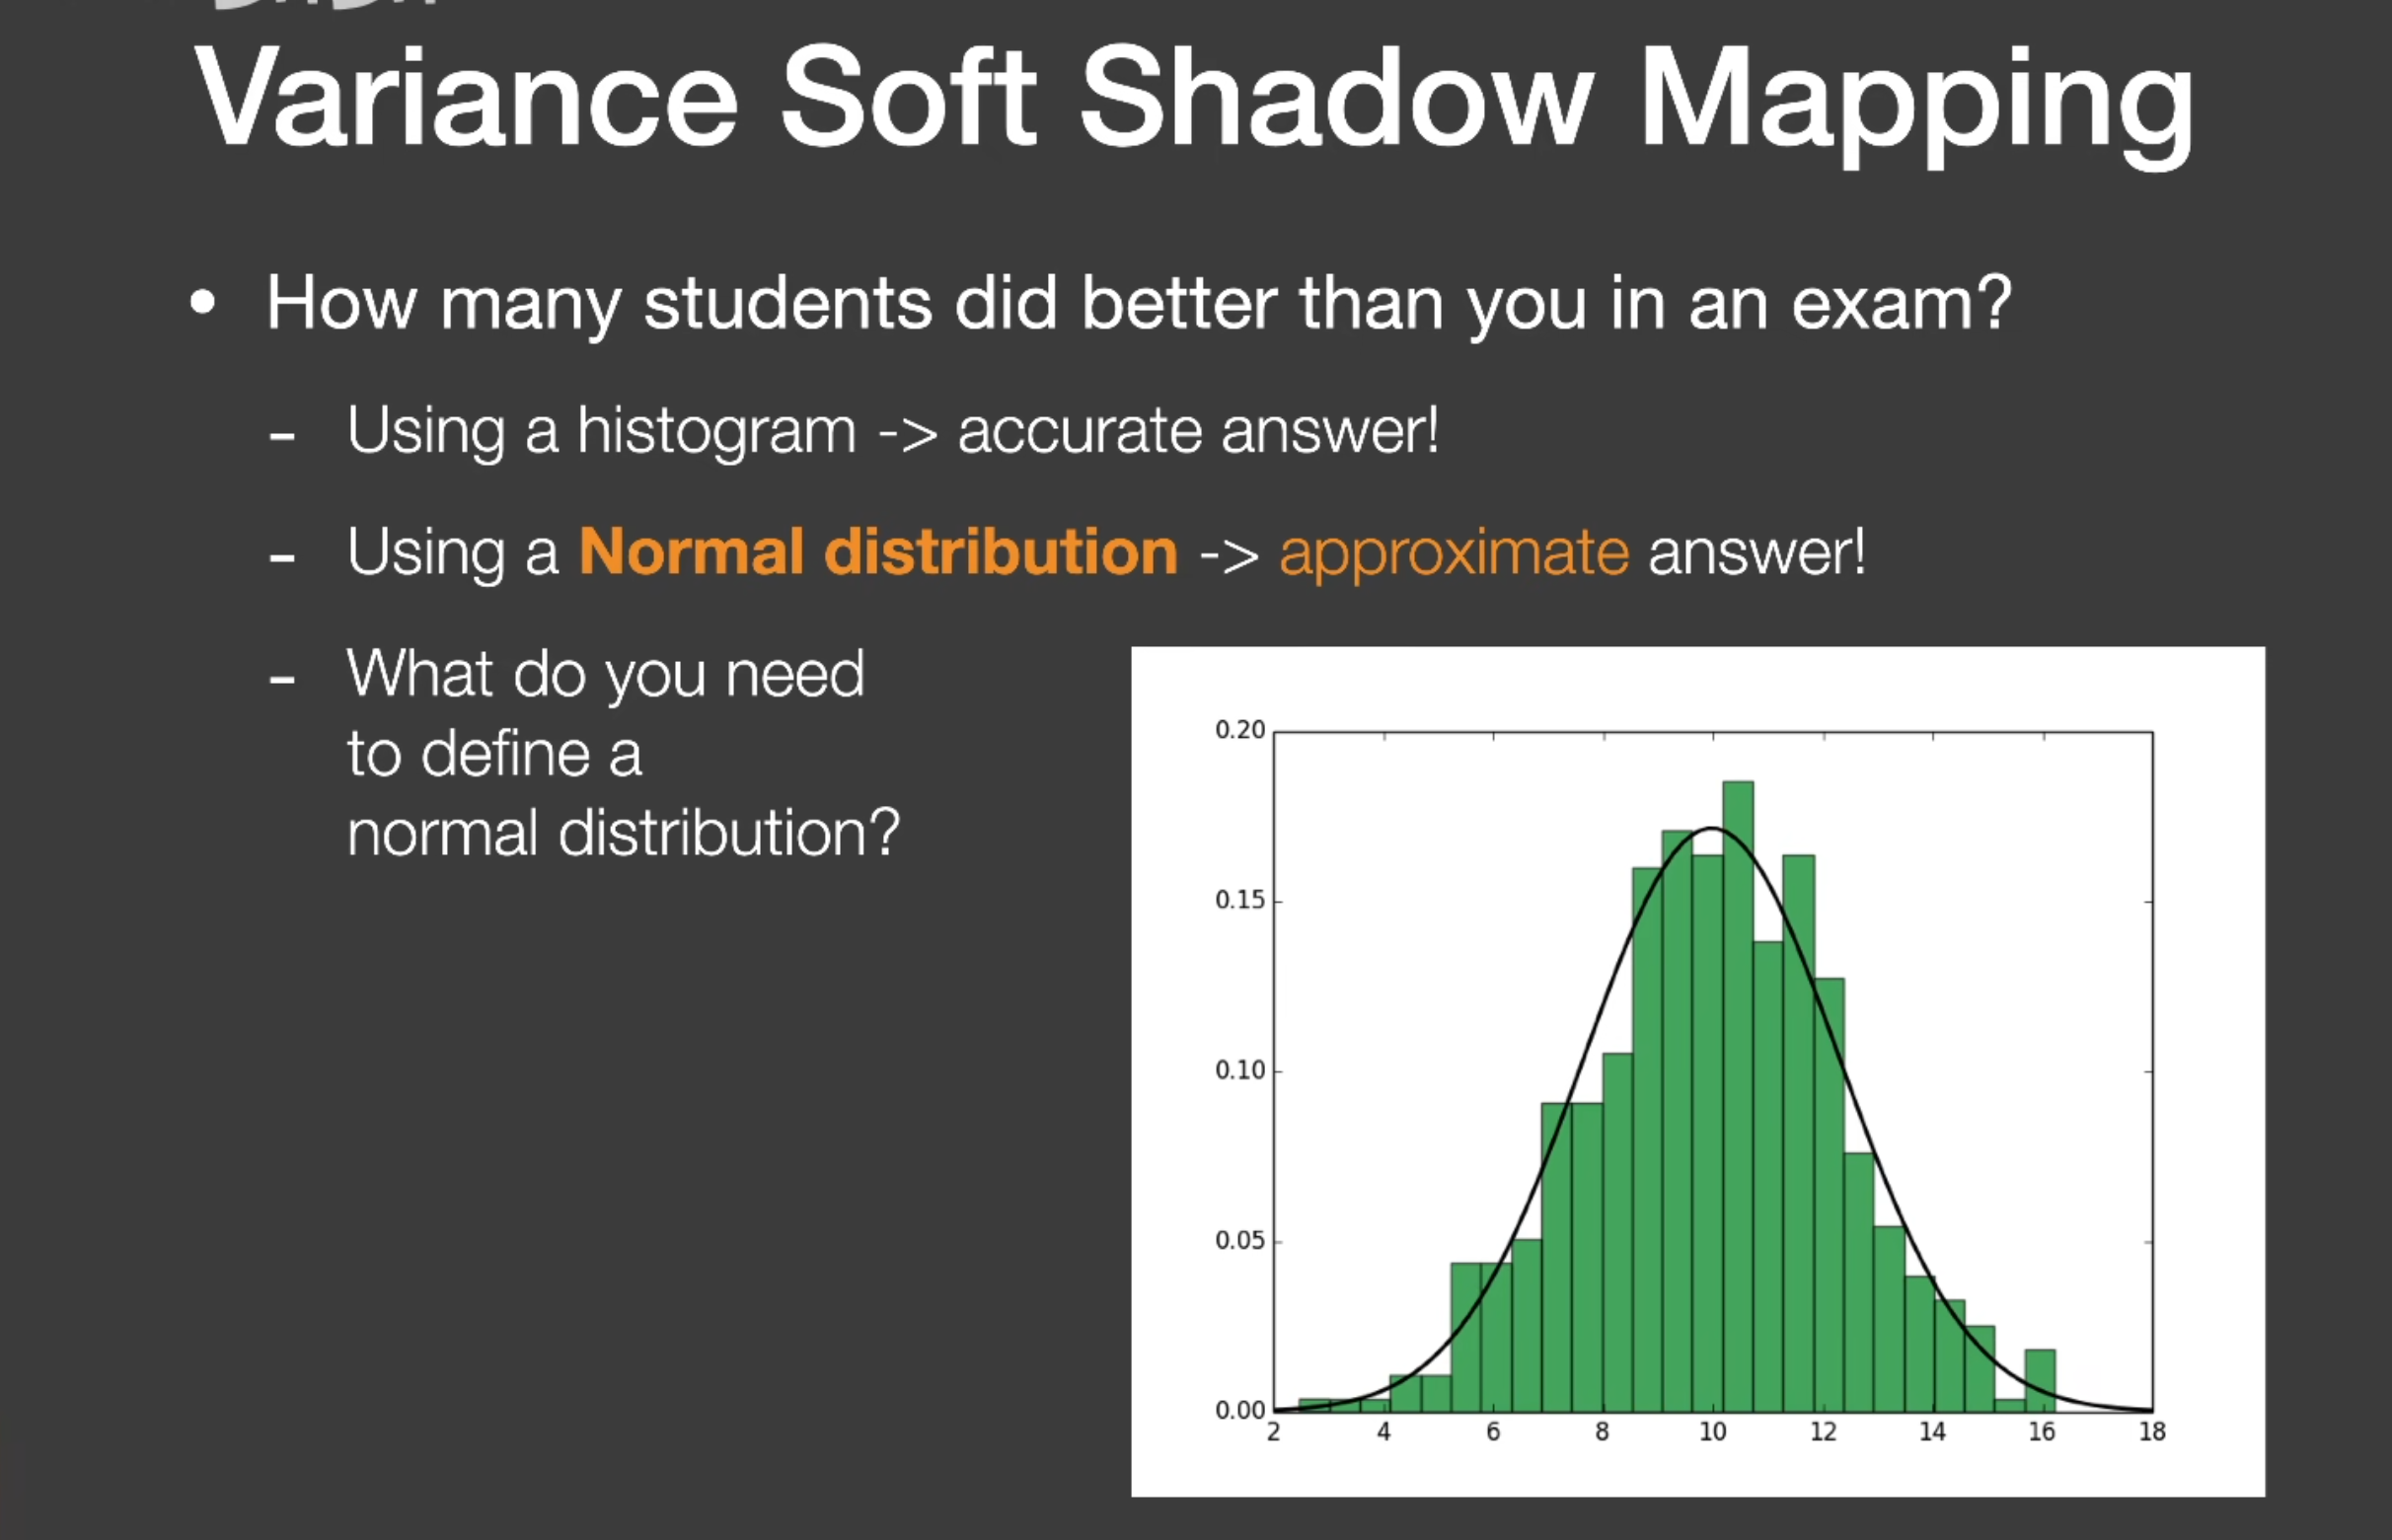 Variance Soft Shadow Mapping
• How many students did better than you in an exam?
- Using a histogram -> accurate answer!
- Using a Normal distribution -> approximate answer!
- What do you need
to define a
normal distribution?
0.20
0.15
0.10
0.05
0.00
2 4 6 8 10 12 14 16 18